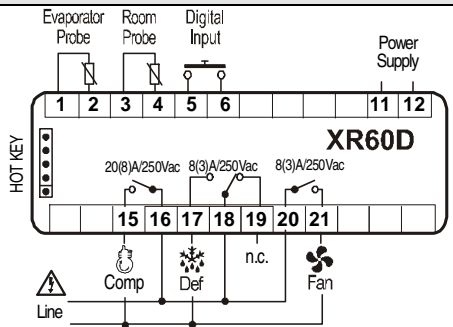 Evaporator Probe
Room Probe
Digital Input
Power Supply
1 2 3 4 5 6 11 12
XR60D
HOT KEY
20(8)A/250Vac 8(3)A/250Vac 8(3)A/250Vac
15 16 17 18 19 20 21
Comp Def n.c. Fan
Line